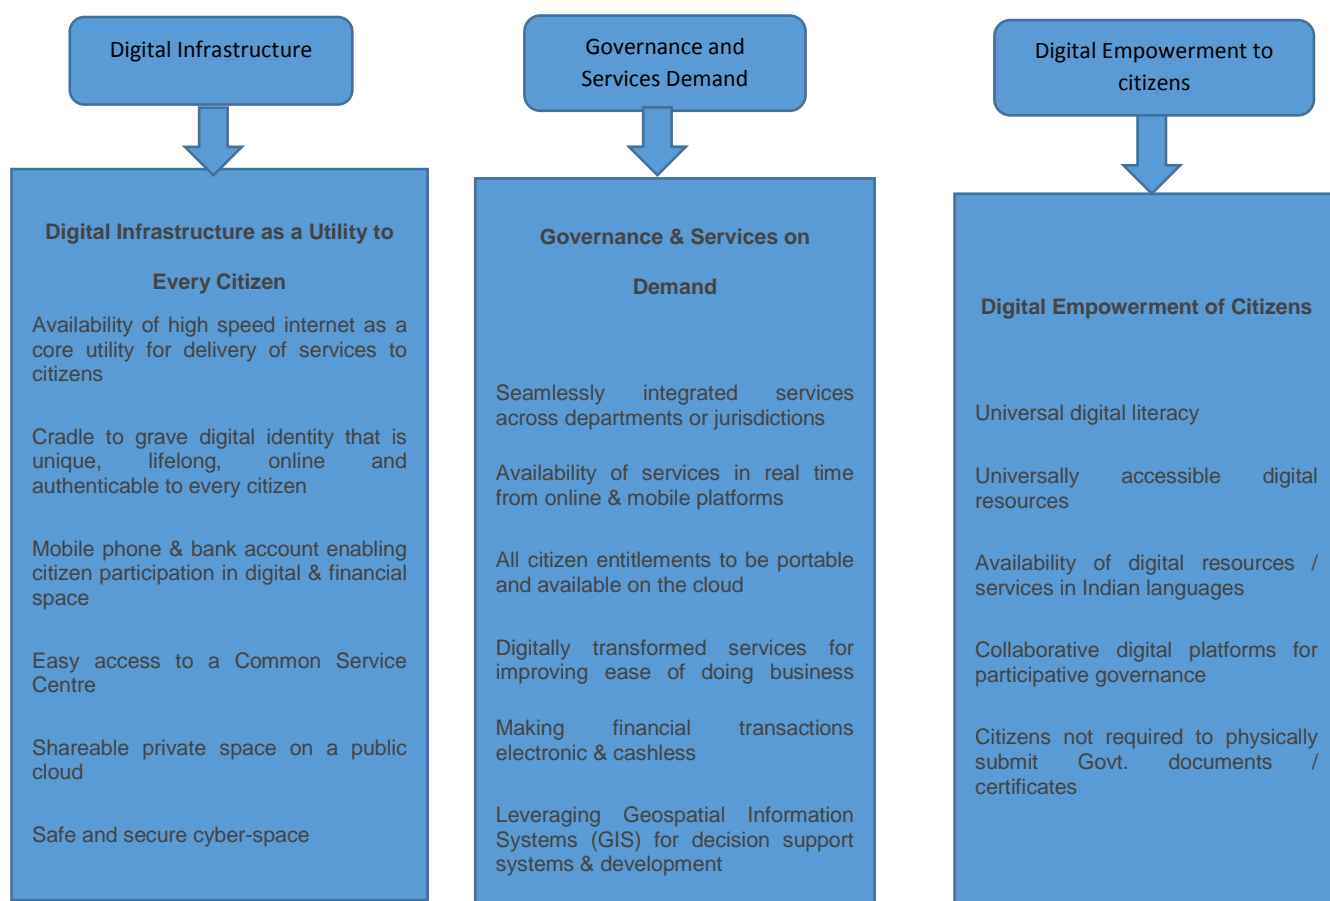 Digital Infrastructure
Digital Infrastructure as a Utility to
Every Citizen
Availability of high speed internet as a
core utility for delivery of services to
citizens
Cradle to grave digital identity that is
unique, lifelong, online and
authenticable to every citizen
Mobile phone & bank account enabling
citizen participation in digital & financial
space
Easy access to a Common Service
Centre
Shareable private space on a public
cloud
Safe and secure cyber-space
Governance and
Services Demand
Governance & Services on
Demand
Seamlessly integrated services
across departments or jurisdictions
Availability of services in real time
from online & mobile platforms
All citizen entitlements to be portable
and available on the cloud
Digitally transformed services for
improving ease of doing business
Making financial transactions
electronic & cashless
Leveraging Geospatial Information
Systems (GIS) for decision support
systems & development
Digital Empowerment to
citizens
Digital Empowerment of Citizens
Universal digital literacy
Universally accessible digital
resources
Availability of digital resources /
services in Indian languages
Collaborative digital platforms for
participative governance
Citizens not required to physically
submit Govt. documents /
certificates